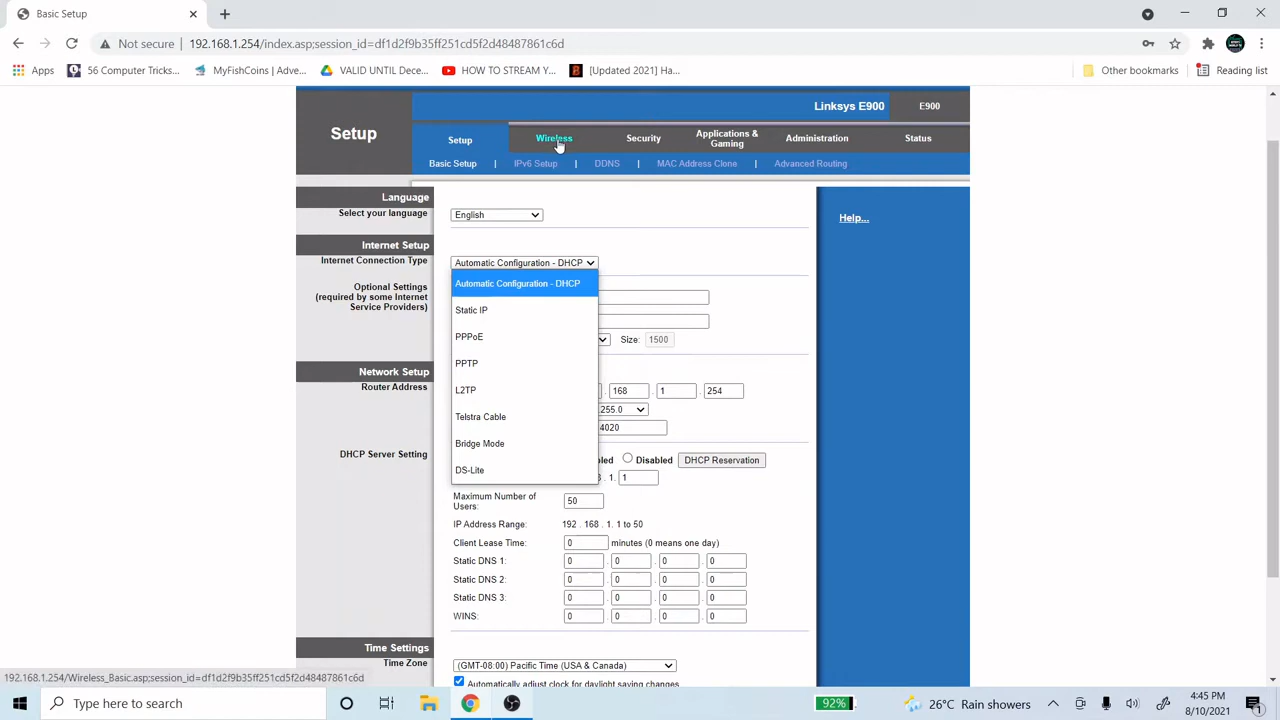 Basic Setup
Not secure
192.168.1.254/index.asp;session_id=df1d2f9b35ff251cd5f2d48487861c6d
Apps
56 Computer Tricks...
MyFishCoins | Adve...
VALID UNTIL Dece...
HOW TO STREAM Y...
[Updated 2021] Ha...
Other bookmarks
Reading list
Linksys E900
E900
Setup
Setup
Wireless
Security
Applications & Gaming
Administration
Status
Basic Setup | IPv6 Setup | DDNS | MAC Address Clone | Advanced Routing
Language
Select your language
English
Help...
Internet Setup
Internet Connection Type
Automatic Configuration - DHCP
Automatic Configuration - DHCP
Static IP
PPPoE
PPTP
L2TP
Telstra Cable
Bridge Mode
DS-Lite
Optional Settings
(required by some Internet
Service Providers)
Size: 1500
Network Setup
Router Address
. 168 . 1 . 254
255.0
4020
DHCP Server Setting
Disabled
DHCP Reservation
. 1. 1
Maximum Number of
Users: 50
IP Address Range: 192 . 168 . 1. 1 to 50
Client Lease Time: 0 minutes (0 means one day)
Static DNS 1: 0 . 0 . 0 . 0
Static DNS 2: 0 . 0 . 0 . 0
Static DNS 3: 0 . 0 . 0 . 0
WINS: 0 . 0 . 0 . 0
Time Settings
Time Zone
(GMT-08:00) Pacific Time (USA & Canada)
Automatically adjust clock for daylight saving changes
192.168.1.254/Wireless_Basic.asp;session_id=df1d2f9b35ff251cd5f2d48487861c6d
Type here to search
92%
26°C Rain showers
4:45 PM
8/10/2021
1